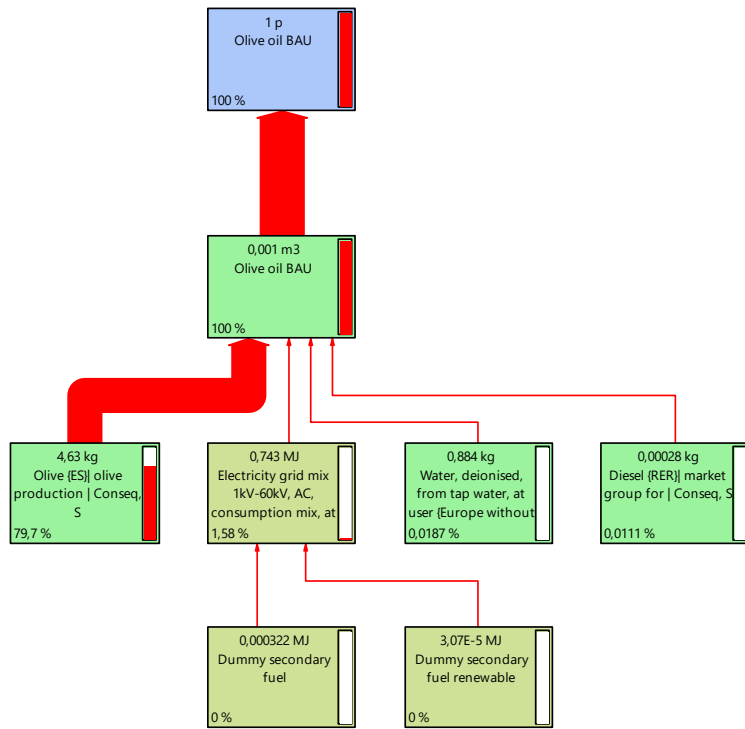 1 p
Olive oil BAU
100 %
0,001 m3
Olive oil BAU
100 %
4,63 kg
Olive {ES}| olive
production | Conseq,
S
79,7 %
0,743 MJ
Electricity grid mix
1kV-60kV, AC,
consumption mix, at
1,58 %
0,884 kg
Water, deionised,
from tap water, at
user {Europe without
0,0187 %
0,00028 kg
Diesel {RER}| market
group for | Conseq, S
0,0111 %
0,000322 MJ
Dummy secondary
fuel
0 %
3,07E-5 MJ
Dummy secondary
fuel renewable
0 %